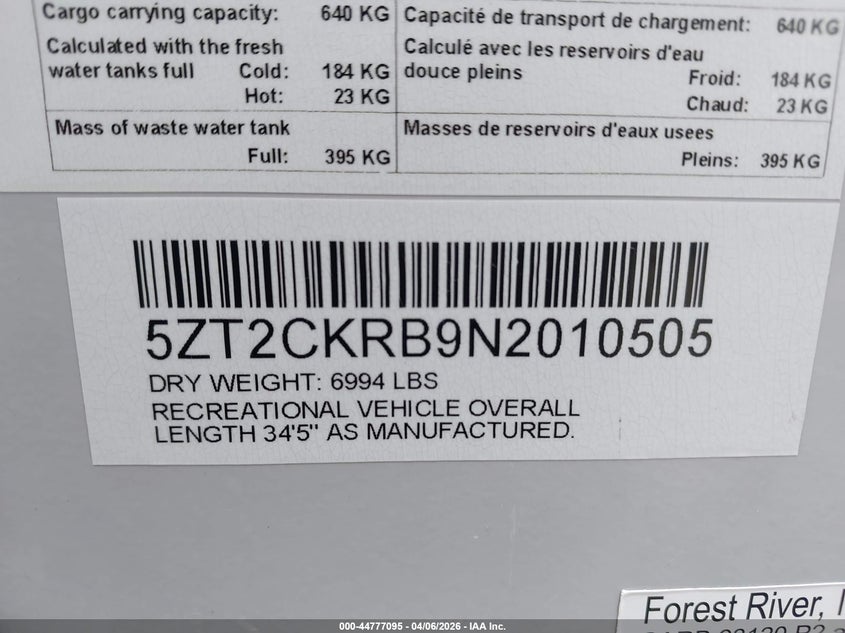 Cargo carrying capacity: 640 KG
Calculated with the fresh
water tanks full Cold: 184 KG
Hot: 23 KG
Mass of waste water tank
Full: 395 KG
Capacité de transport de chargement: 640 KG
Calculé avec les reservoirs d'eau
douce pleins Froid: 184 KG
Chaud: 23 KG
Masses de reservoirs d'eaux usees
Pleins: 395 KG
5ZT2CKRB9N2010505
DRY WEIGHT: 6994 LBS
RECREATIONAL VEHICLE OVERALL
LENGTH 34'5" AS MANUFACTURED.
Forest River,
000-44777095 - 04/06/2026 - IAA Inc.